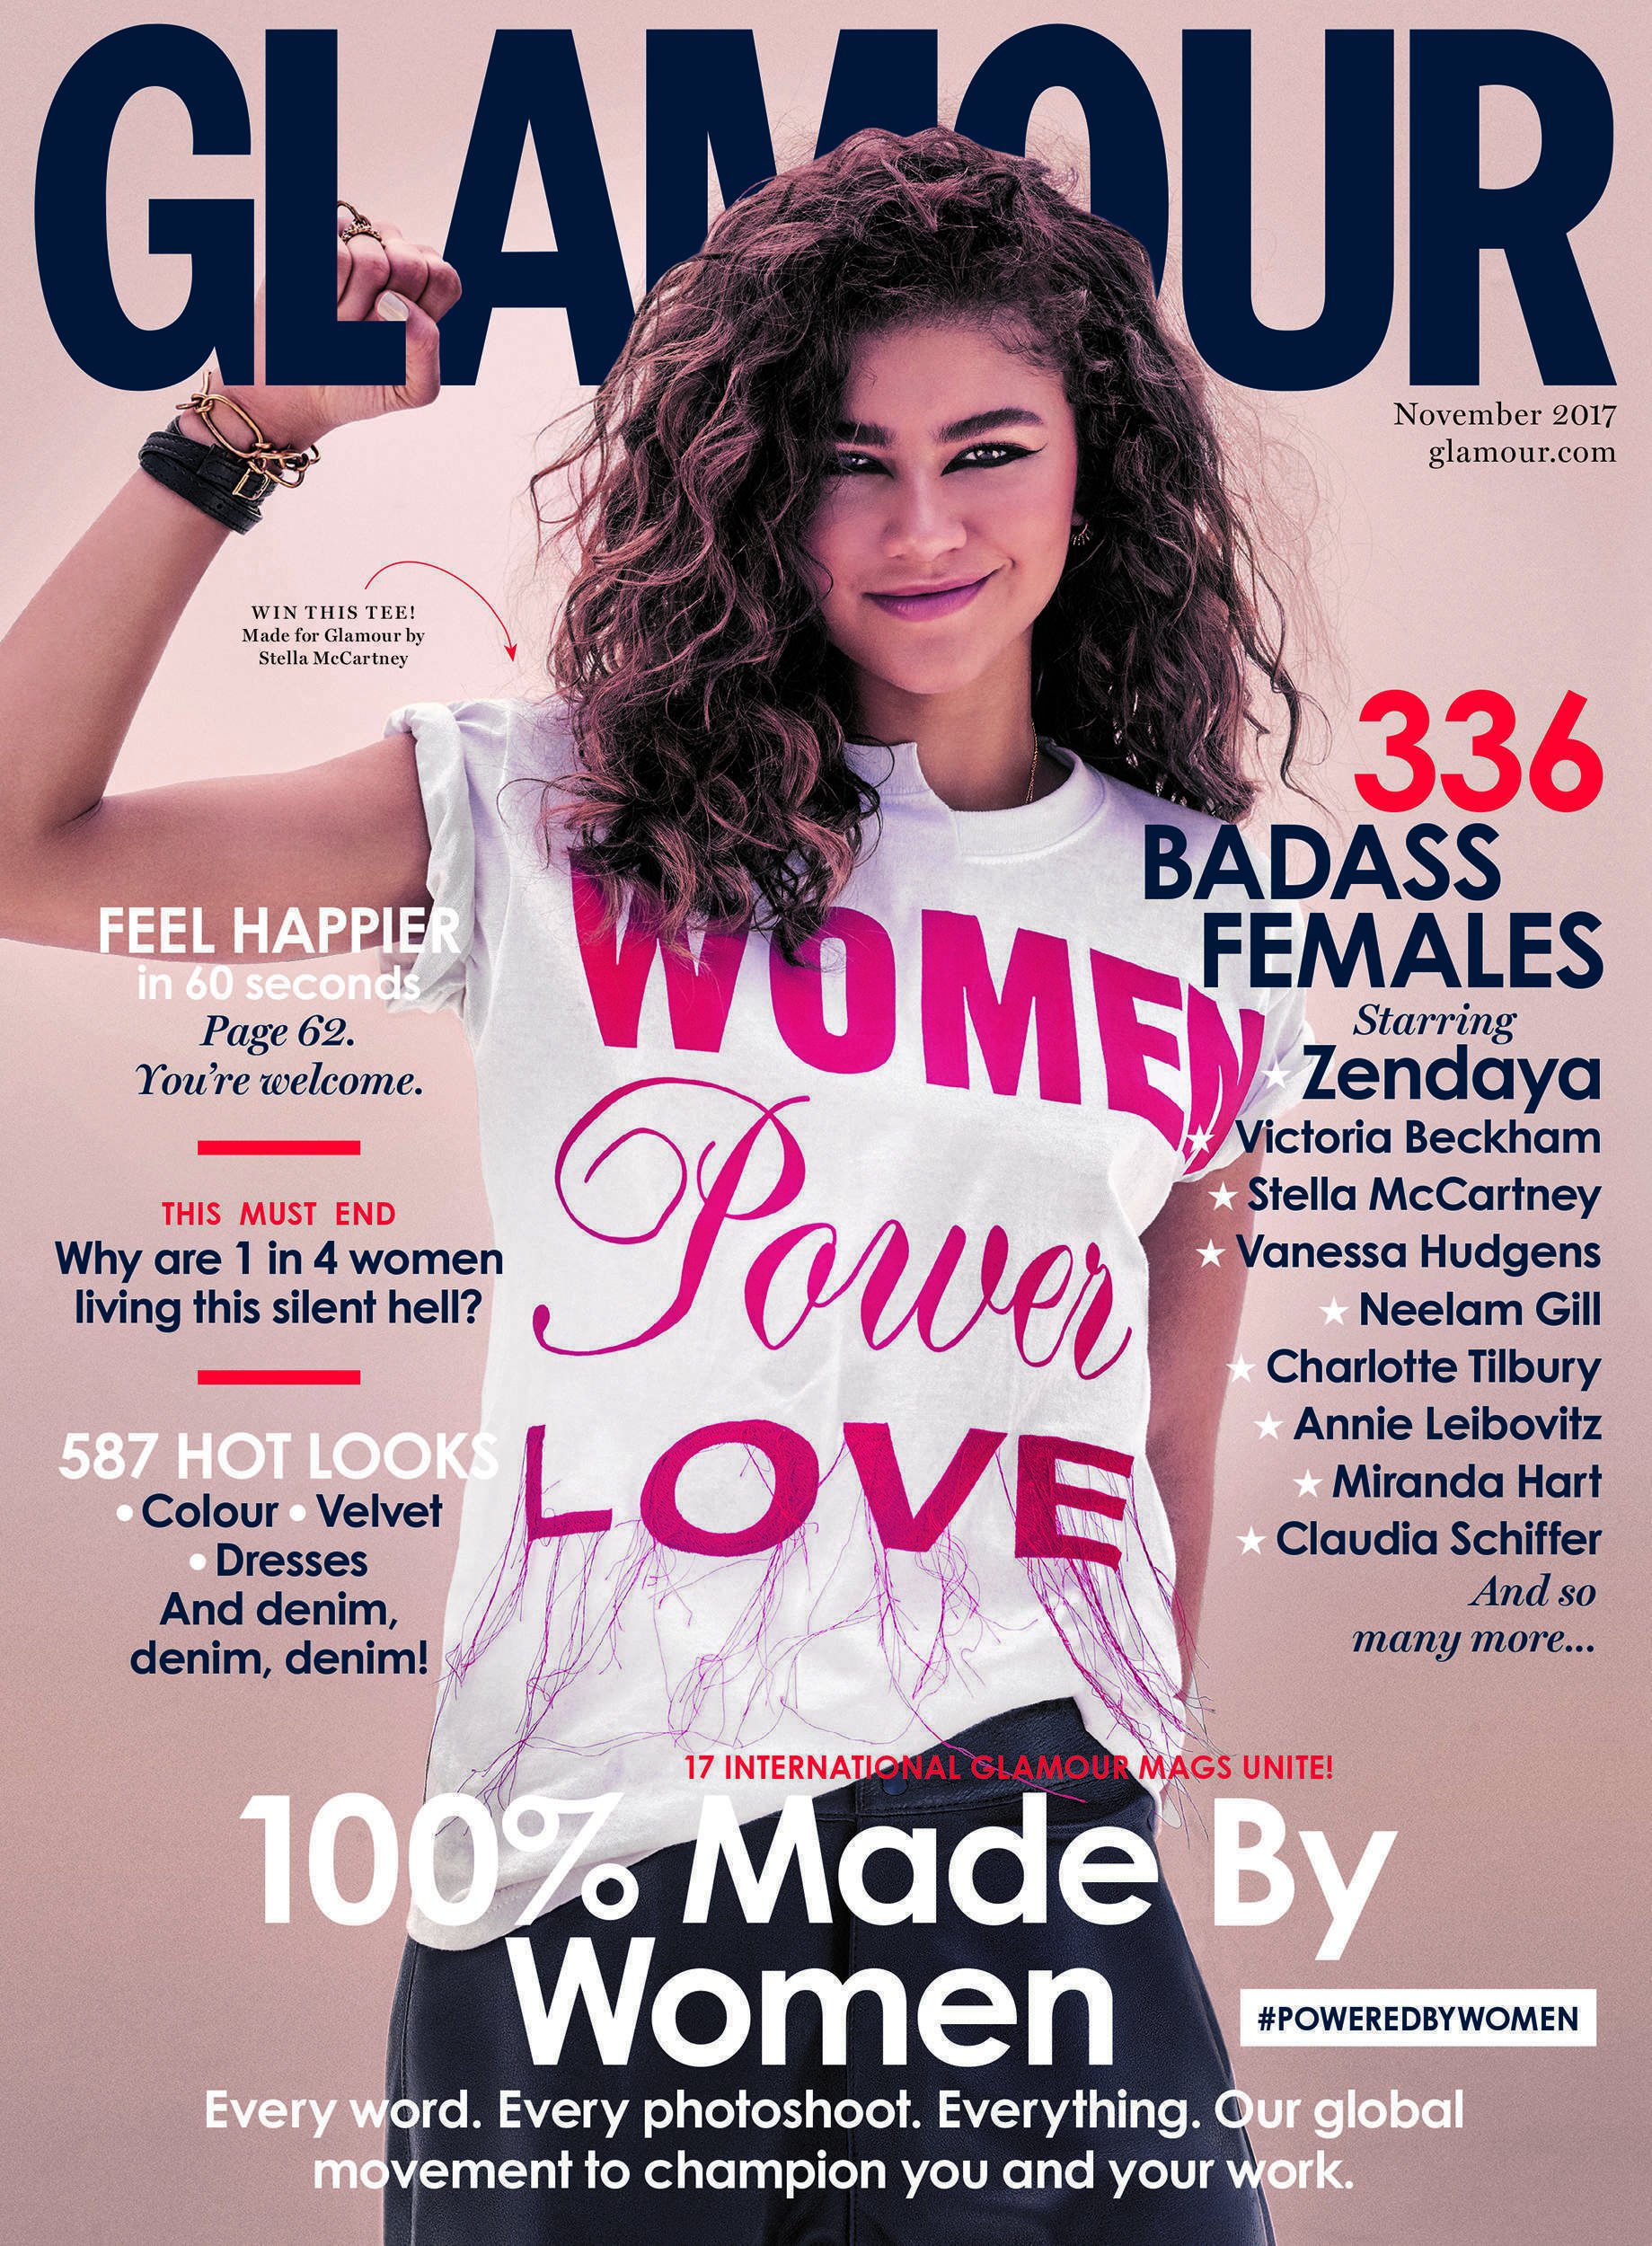 GLAMOUR
November 2017
glamour.com
WIN THIS TEE!
Made for Glamour by
Stella McCartney
336
BADASS
FEMALES
Starring
Zendaya
★ Victoria Beckham
★ Stella McCartney
★ Vanessa Hudgens
★ Neelam Gill
★ Charlotte Tilbury
★ Annie Leibovitz
★ Miranda Hart
★ Claudia Schiffer
And so
many more...
FEEL HAPPIER
in 60 seconds
Page 62.
You're welcome.
THIS MUST END
Why are 1 in 4 women
living this silent hell?
587 HOT LOOKS
• Colour • Velvet
• Dresses
And denim,
denim, denim!
WOMEN
Power
LOVE
17 INTERNATIONAL GLAMOUR MAGS UNITE!
100% Made By
Women
#POWEREDBYWOMEN
Every word. Every photoshoot. Everything. Our global
movement to champion you and your work.